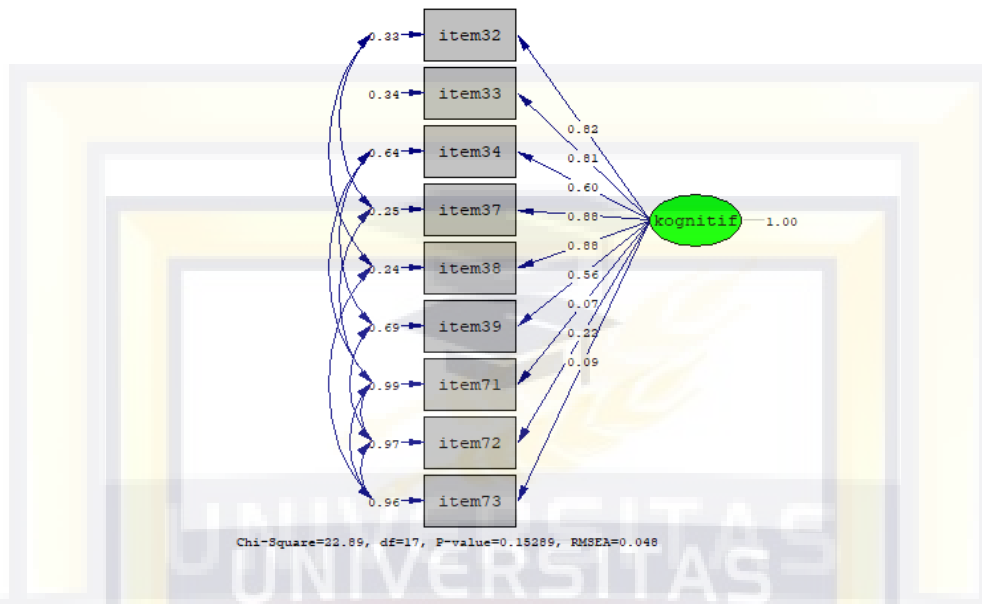 0.33 item32
0.34 item33
0.64 item34
0.25 item37
0.24 item38
0.69 item39
0.99 item71
0.97 item72
0.96 item73
0.82
0.81
0.60
0.88
0.88
0.56
0.07
0.23
0.09
kognitif 1.00
Chi-Square=22.89, df=17, P-value=0.15289, RMSEA=0.048
UNIVERSITAS
UNIVERSITAS